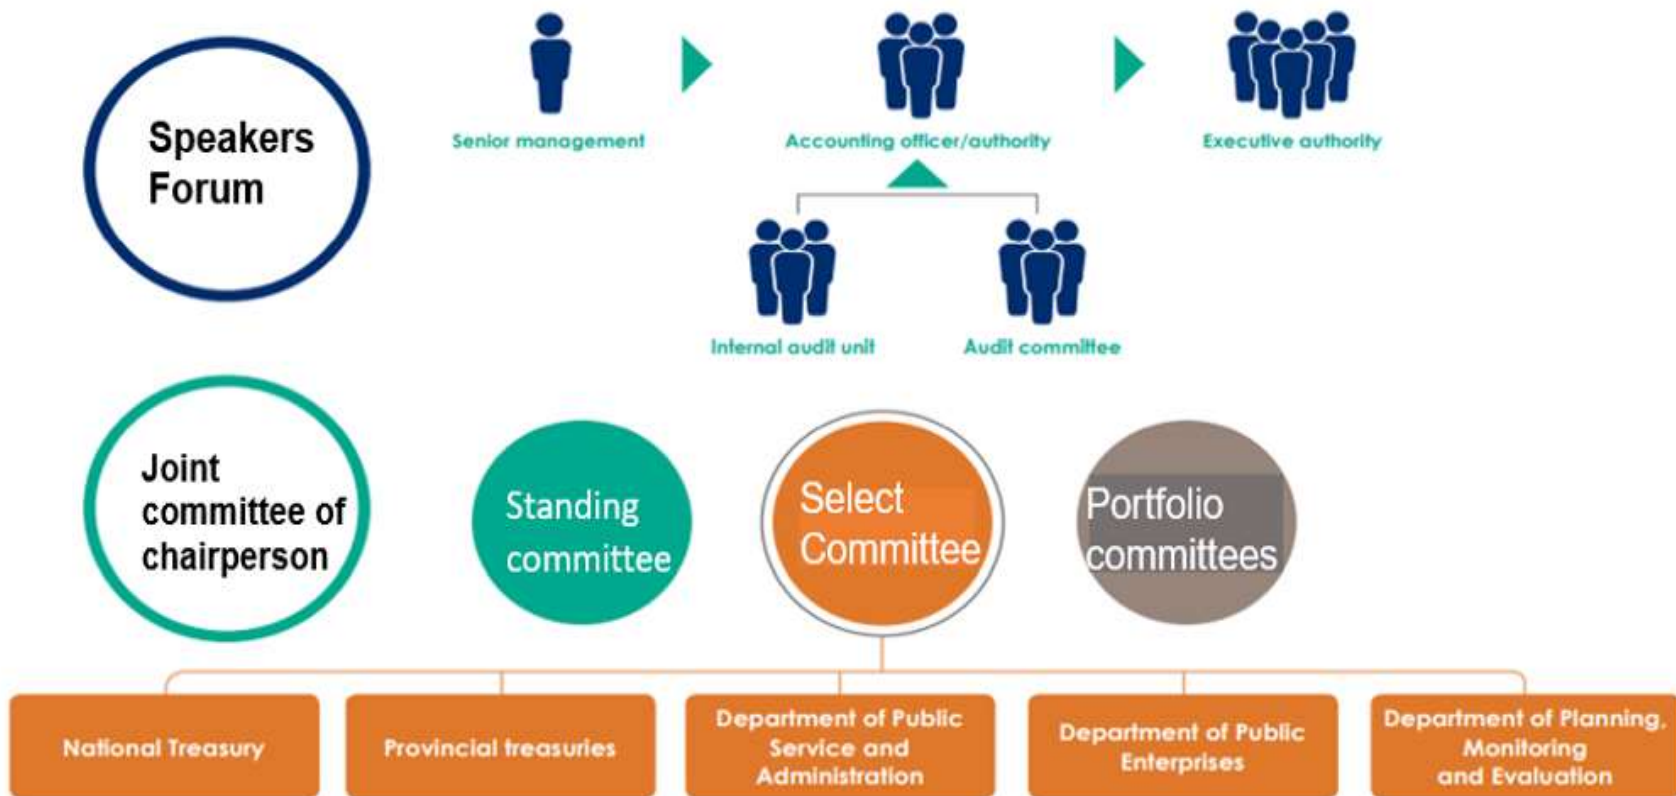 Speakers
Forum
Senior management
Accounting officer/authority
Executive authority
Internal audit unit
Audit committee
Joint
committee of
chairperson
Standing
committee
Select
Committee
Portfolio
committees
National Treasury
Provincial treasuries
Department of Public
Service and
Administration
Department of Public
Enterprises
Department of Planning,
Monitoring
and Evaluation